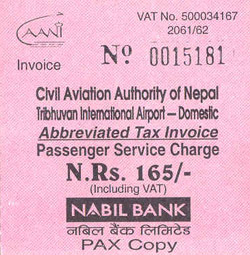 CAANI
VAT No. 500034167
2061/62
Invoice
No 0015181
Civil Aviation Authority of Nepal
Tribhuvan International Airport — Domestic
Abbreviated Tax Invoice
Passenger Service Charge
N.Rs. 165/-
(Including VAT)
NABIL BANK
नबिल बैंक लिमिटेड
PAX Copy